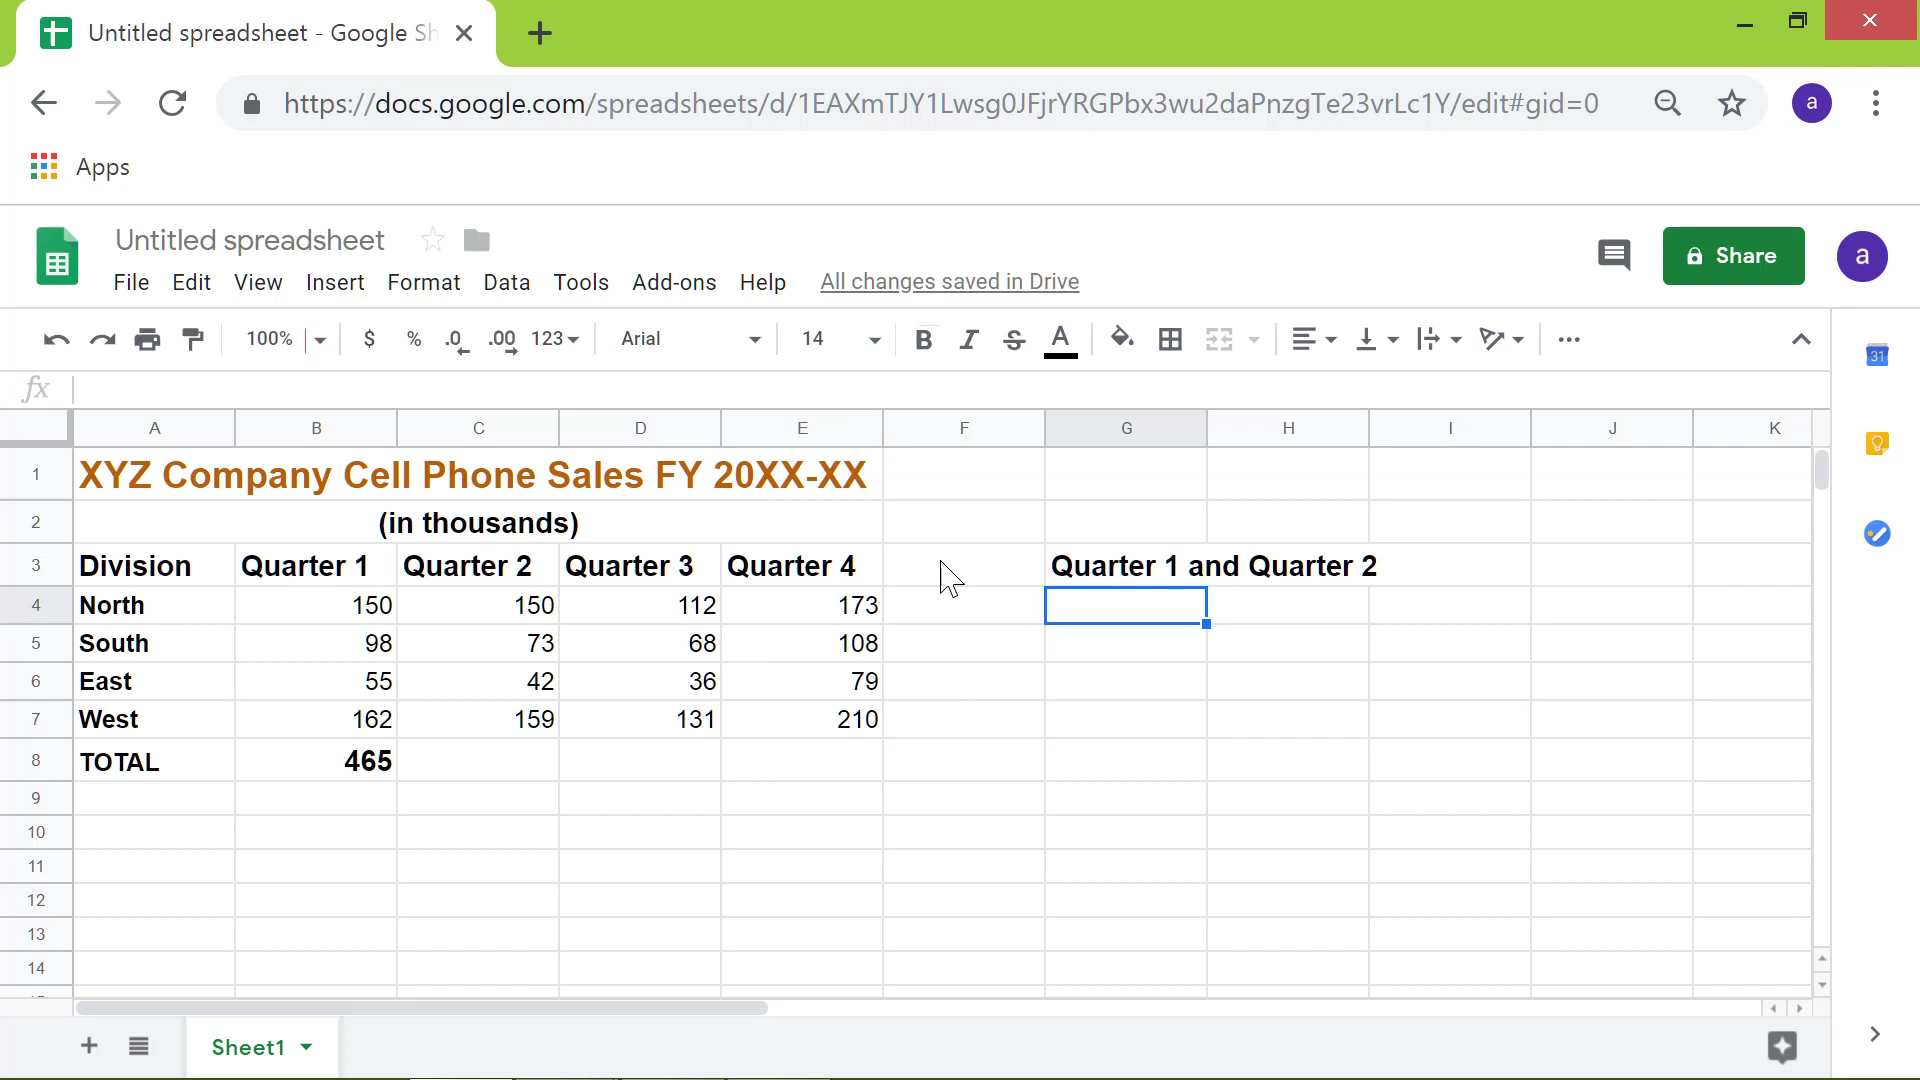 Untitled spreadsheet - Google Sh
https://docs.google.com/spreadsheets/d/1EAXmTJY1Lwsg0JFjrYRGPbx3wu2daPnzgTe23vrLc1Y/edit#gid=0
a
Apps
Untitled spreadsheet
File Edit View Insert Format Data Tools Add-ons Help All changes saved in Drive
Share
a
100% $ % .0 .00 123 Arial 14 B I S A
31
fx
A B C D E F G H I J K
1 XYZ Company Cell Phone Sales FY 20XX-XX
2 (in thousands)
3 Division Quarter 1 Quarter 2 Quarter 3 Quarter 4 Quarter 1 and Quarter 2
4 North 150 150 112 173
5 South 98 73 68 108
6 East 55 42 36 79
7 West 162 159 131 210
8 TOTAL 465
9
10
11
12
13
14
Sheet1